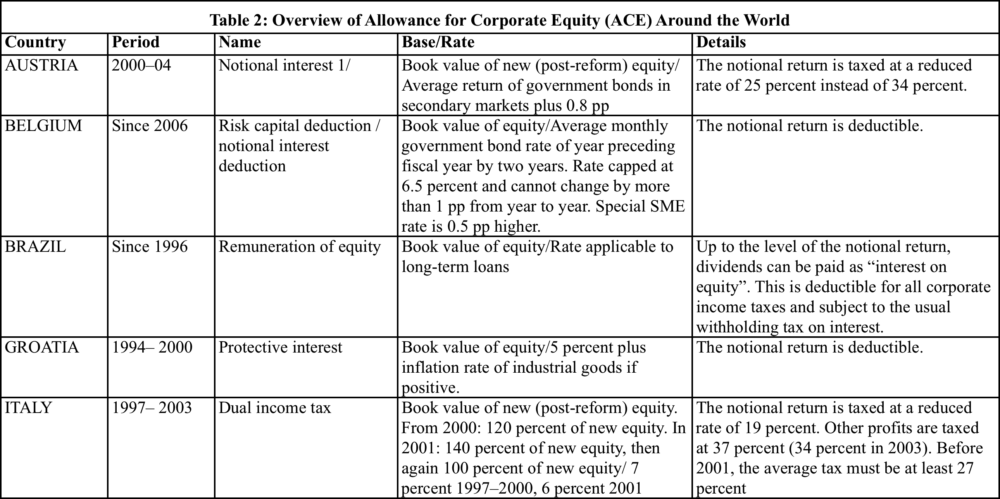 Table 2: Overview of Allowance for Corporate Equity (ACE) Around the World
Country
Period
Name
Base/Rate
Details
AUSTRIA
2000–04
Notional interest 1/
Book value of new (post-reform) equity/
Average return of government bonds in
secondary markets plus 0.8 pp
The notional return is taxed at a reduced
rate of 25 percent instead of 34 percent.
BELGIUM
Since 2006
Risk capital deduction /
notional interest
deduction
Book value of equity/Average monthly
government bond rate of year preceding
fiscal year by two years. Rate capped at
6.5 percent and cannot change by more
than 1 pp from year to year. Special SME
rate is 0.5 pp higher.
The notional return is deductible.
BRAZIL
Since 1996
Remuneration of equity
Book value of equity/Rate applicable to
long-term loans
Up to the level of the notional return,
dividends can be paid as “interest on
equity”. This is deductible for all corporate
income taxes and subject to the usual
withholding tax on interest.
GROATIA
1994– 2000
Protective interest
Book value of equity/5 percent plus
inflation rate of industrial goods if
positive.
The notional return is deductible.
ITALY
1997– 2003
Dual income tax
Book value of new (post-reform) equity.
From 2000: 120 percent of new equity. In
2001: 140 percent of new equity, then
again 100 percent of new equity/ 7
percent 1997–2000, 6 percent 2001
The notional return is taxed at a reduced
rate of 19 percent. Other profits are taxed
at 37 percent (34 percent in 2003). Before
2001, the average tax must be at least 27
percent